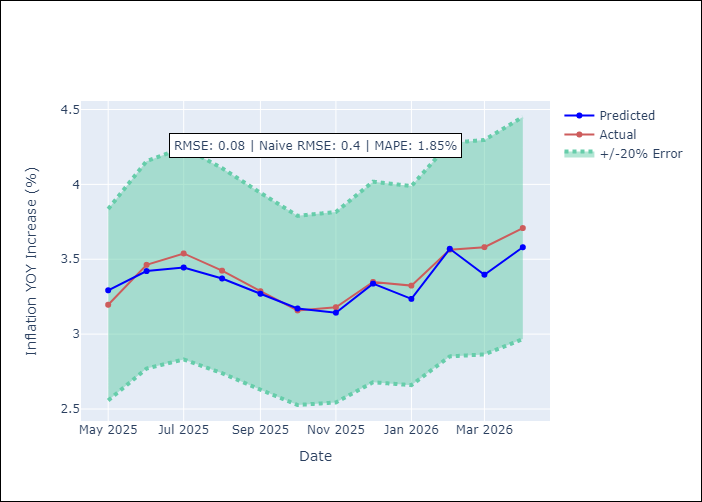 4.5
4
3.5
3
2.5
Inflation YOY Increase (%)
RMSE: 0.08 | Naive RMSE: 0.4 | MAPE: 1.85%
May 2025
Jul 2025
Sep 2025
Nov 2025
Jan 2026
Mar 2026
Date
Predicted
Actual
+/-20% Error